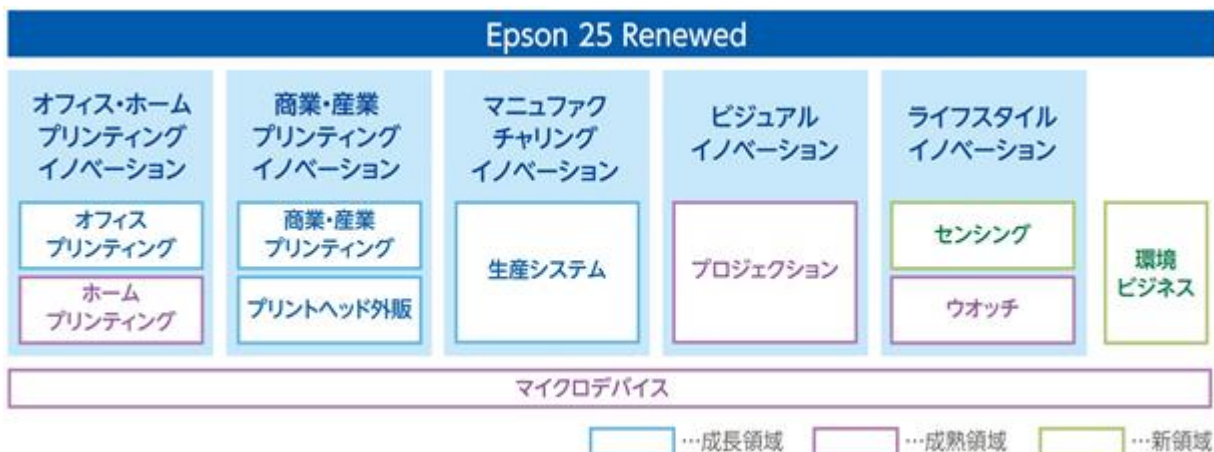 Epson 25 Renewed
オフィス・ホーム
プリンティング
イノベーション
オフィス
プリンティング
ホーム
プリンティング
商業・産業
プリンティング
イノベーション
商業・産業
プリンティング
プリントヘッド外販
マニュファク
チャリング
イノベーション
生産システム
ビジュアル
イノベーション
プロジェクション
ライフスタイル
イノベーション
センシング
ウオッチ
環境
ビジネス
マイクロデバイス
…成長領域
…成熟領域
…新領域